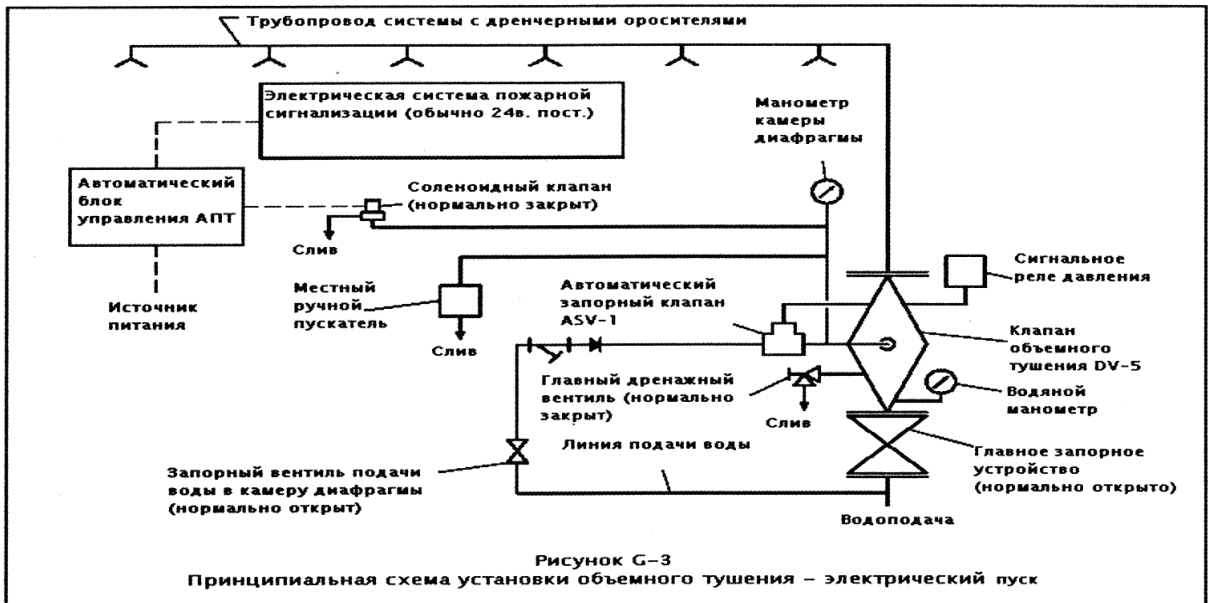 Трубопровод системы с дренчерными оросителями
Электрическая система пожарной
сигнализации (обычно 24в. пост.)
Манометр
камеры
диафрагмы
Автоматический
блок
управления АПТ
Соленоидный клапан
(нормально закрыт)
Слив
Источник
питания
Местный
ручной
пускатель
Слив
Автоматический
запорный клапан
ASV-1
Сигнальное
реле давления
Клапан
объемного
тушения DV-5
Главный дренажный
вентиль (нормально
закрыт)
Слив
Водяной
манометр
Линия подачи воды
Запорный вентиль подачи
воды в камеру диафрагмы
(нормально открыт)
Главное запорное
устройство
(нормально открыто)
Водоподача
Рисунок G-3
Принципиальная схема установки объемного тушения - электрический пуск